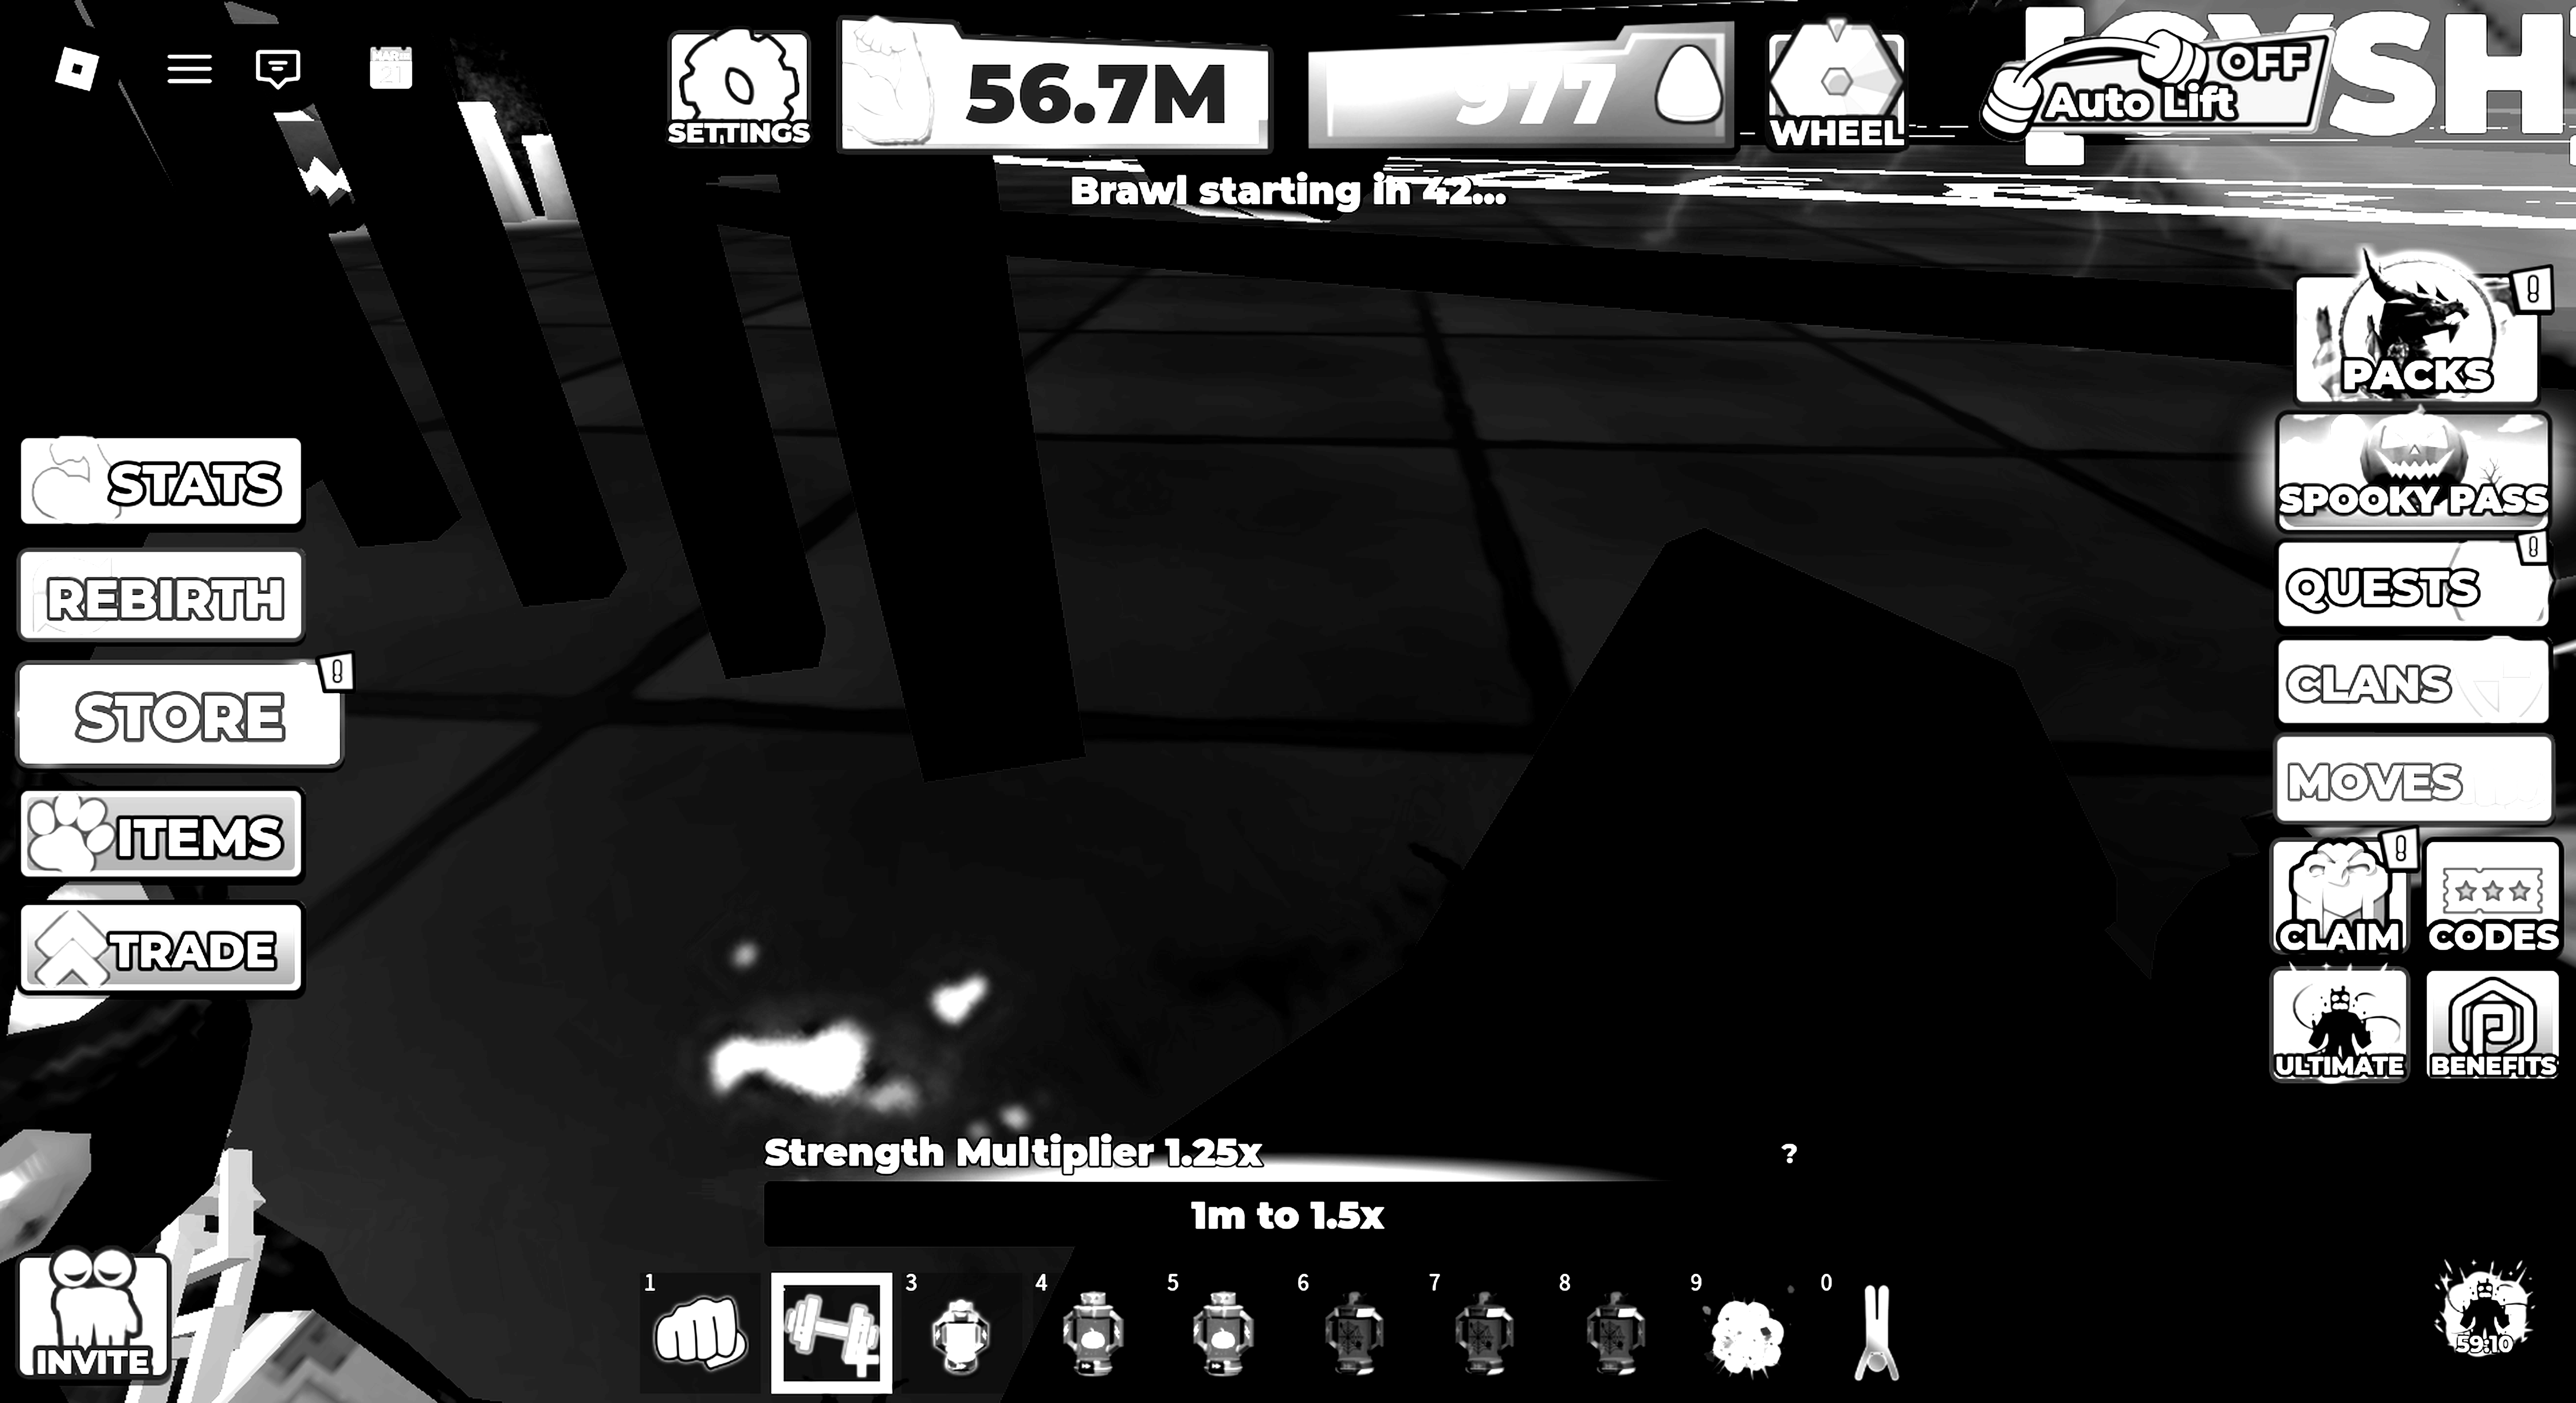 MARCH
21
SETTINGS
56.7M
977
WHEEL
OFF
Auto Lift
Brawl starting in 42...
PACKS
SPOOKY PASS
QUESTS
CLANS
MOVES
CLAIM
CODES
ULTIMATE
BENEFITS
STATS
REBIRTH
STORE
ITEMS
TRADE
INVITE
Strength Multiplier 1.25x
?
1m to 1.5x
1
3
4
5
6
7
8
9
0
59:10